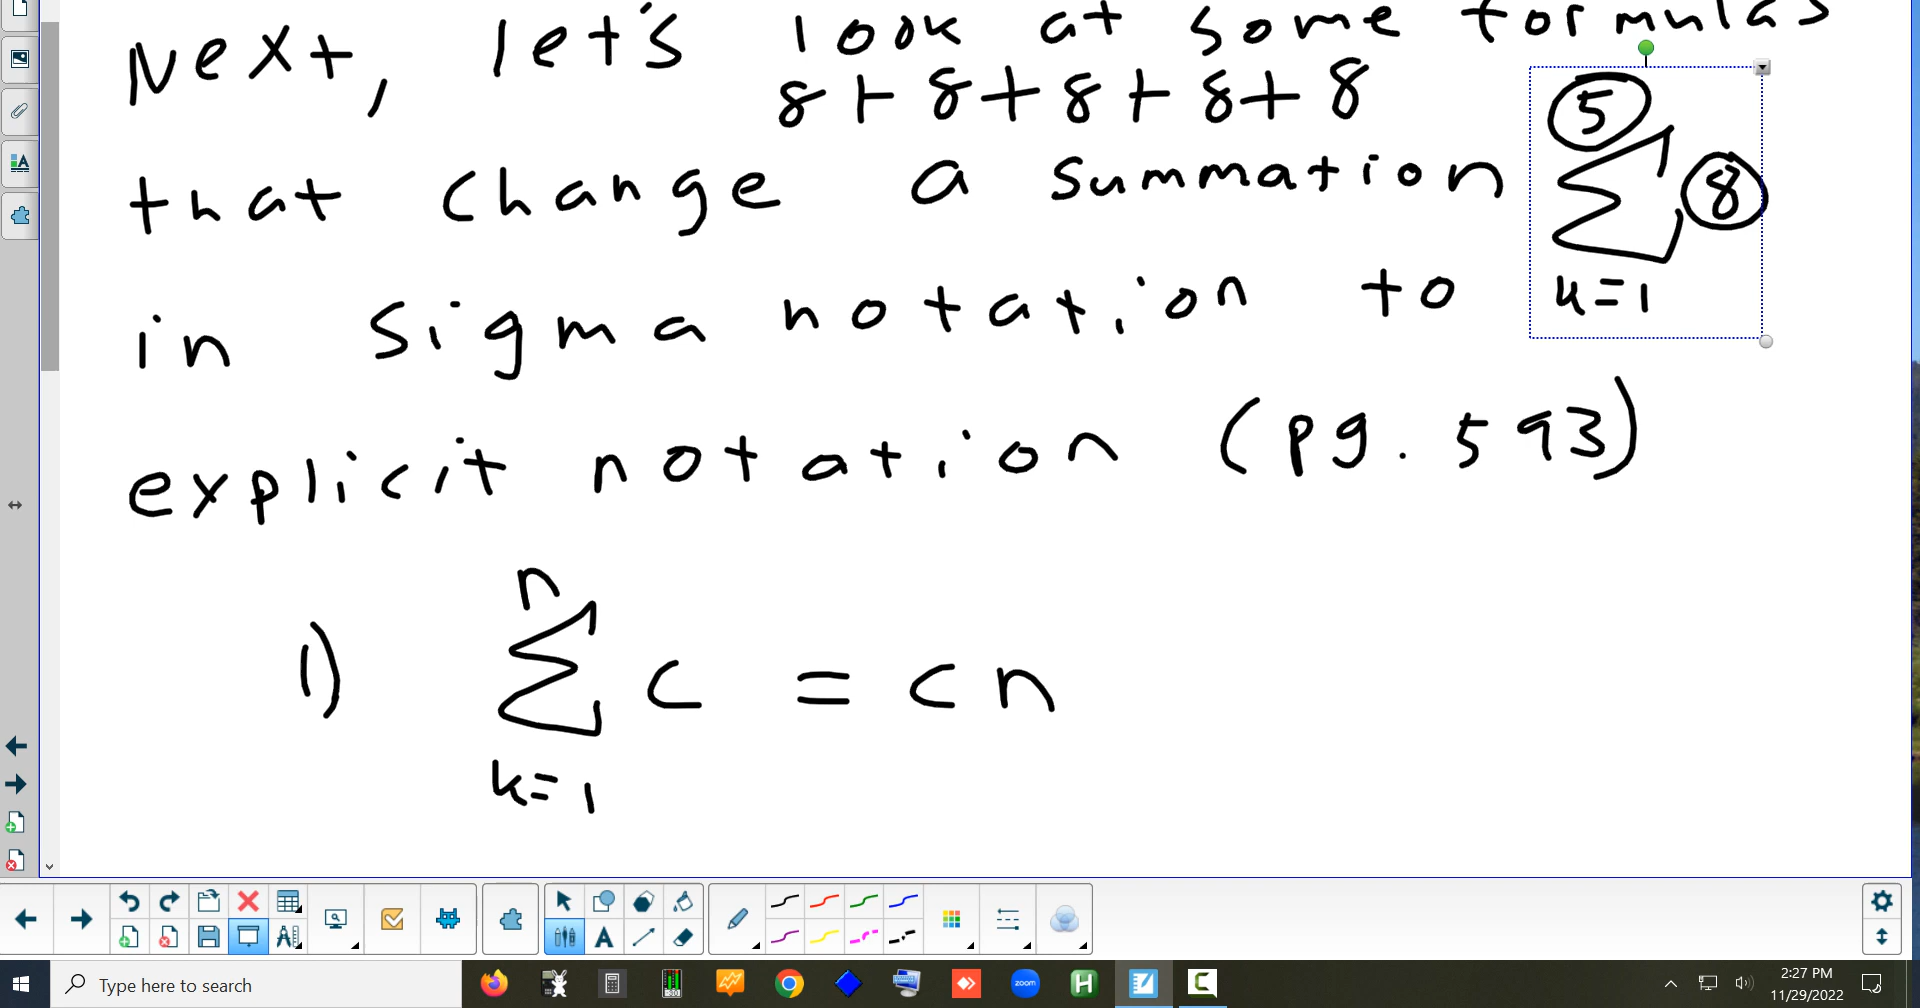 Next, let's look at some formulas
8 + 8 + 8 + 8 + 8
that change a summation
5
Σ 8
k=1
in sigma notation to
explicit notation (pg. 593)
n
1) Σ c = cn
k=1
A
Type here to search
zoom
H
C
2:27 PM
11/29/2022